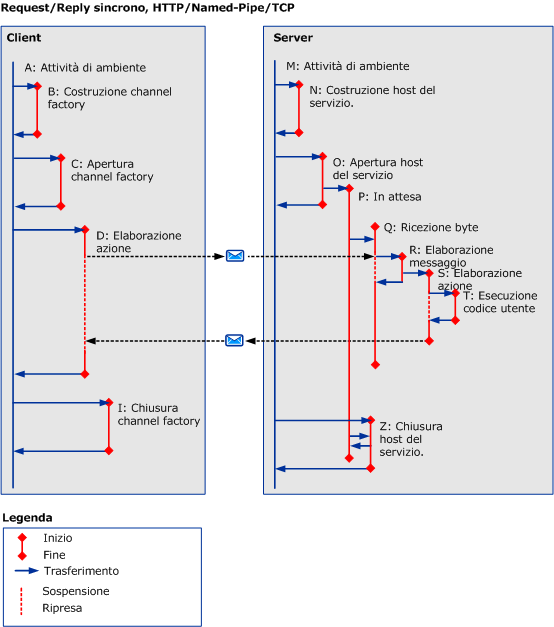 Request/Reply sincrono, HTTP/Named-Pipe/TCP
Client
A: Attività di ambiente
B: Costruzione channel
factory
C: Apertura
channel factory
D: Elaborazione
azione
I: Chiusura
channel factory
Server
M: Attività di ambiente
N: Costruzione host del
servizio.
O: Apertura host
del servizio
P: In attesa
Q: Ricezione byte
R: Elaborazione
messaggio
S: Elaborazione
azione
T: Esecuzione
codice utente
Z: Chiusura
host del
servizio.
Legenda
Inizio
Fine
Trasferimento
Sospensione
Ripresa